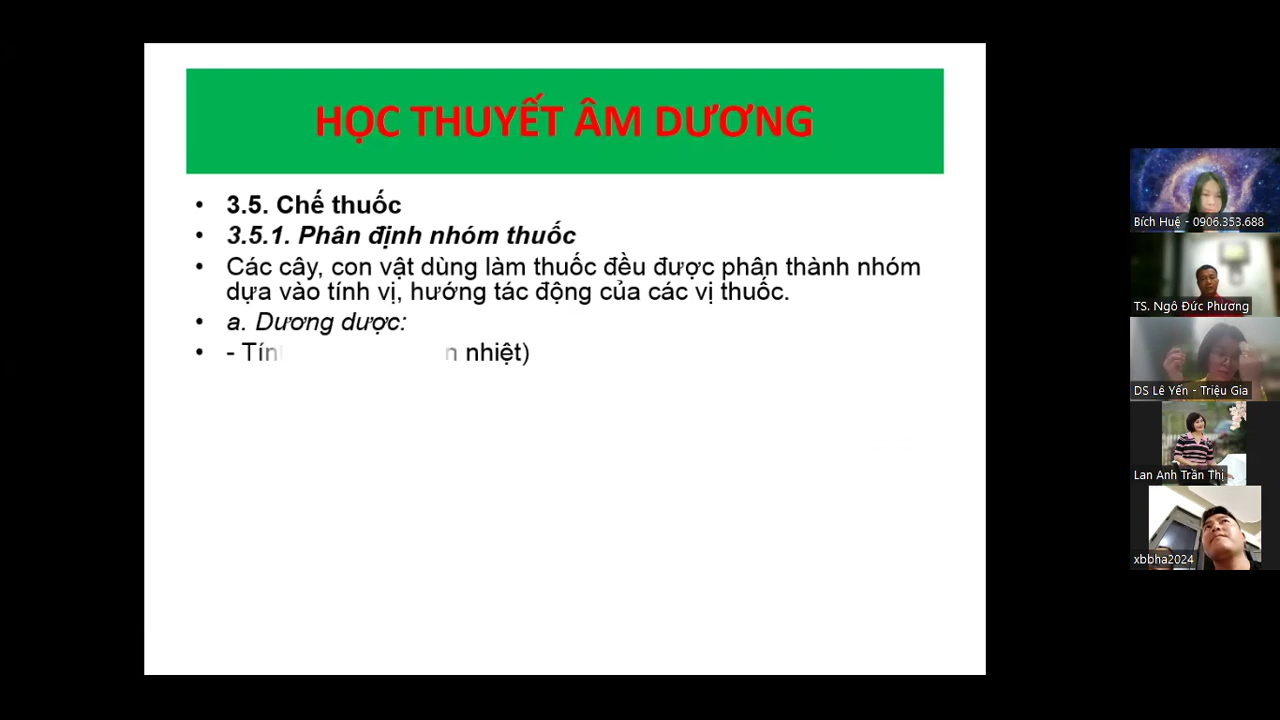 HỌC THUYẾT ÂM DƯƠNG
• 3.5. Chế thuốc
• 3.5.1. Phân định nhóm thuốc
• Các cây, con vật dùng làm thuốc đều được phân thành nhóm
dựa vào tính vị, hướng tác động của các vị thuốc.
• a. Dương dược:
• - Tín n nhiệt)
Bích Huệ - 0906.353.688
TS. Ngô Đức Phương
DS Lê Yến - Triệu Gia
Lan Anh Trần Thị
xbbha2024